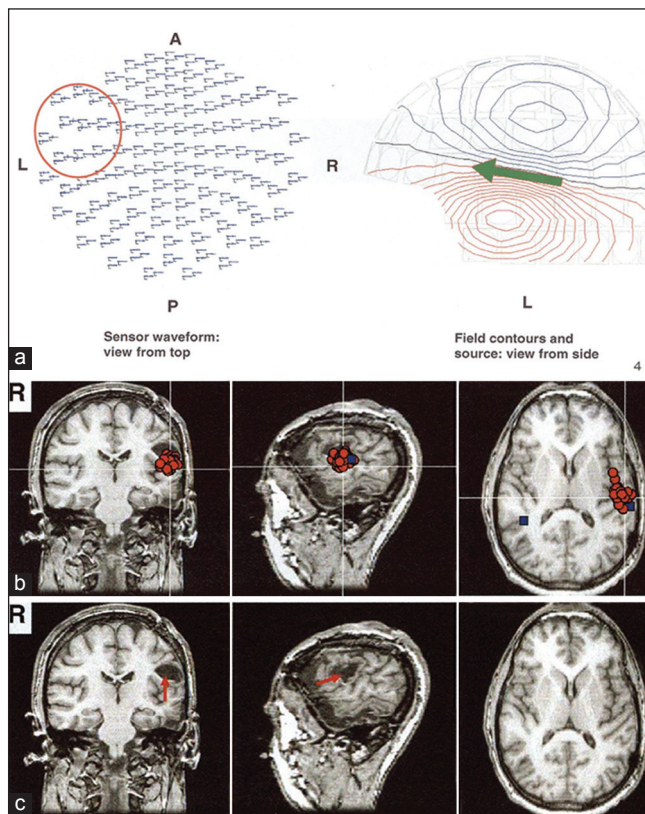 A
L
R
P
L
Sensor waveform:
view from top
Field contours and
source: view from side
a
4
R
b
R
c